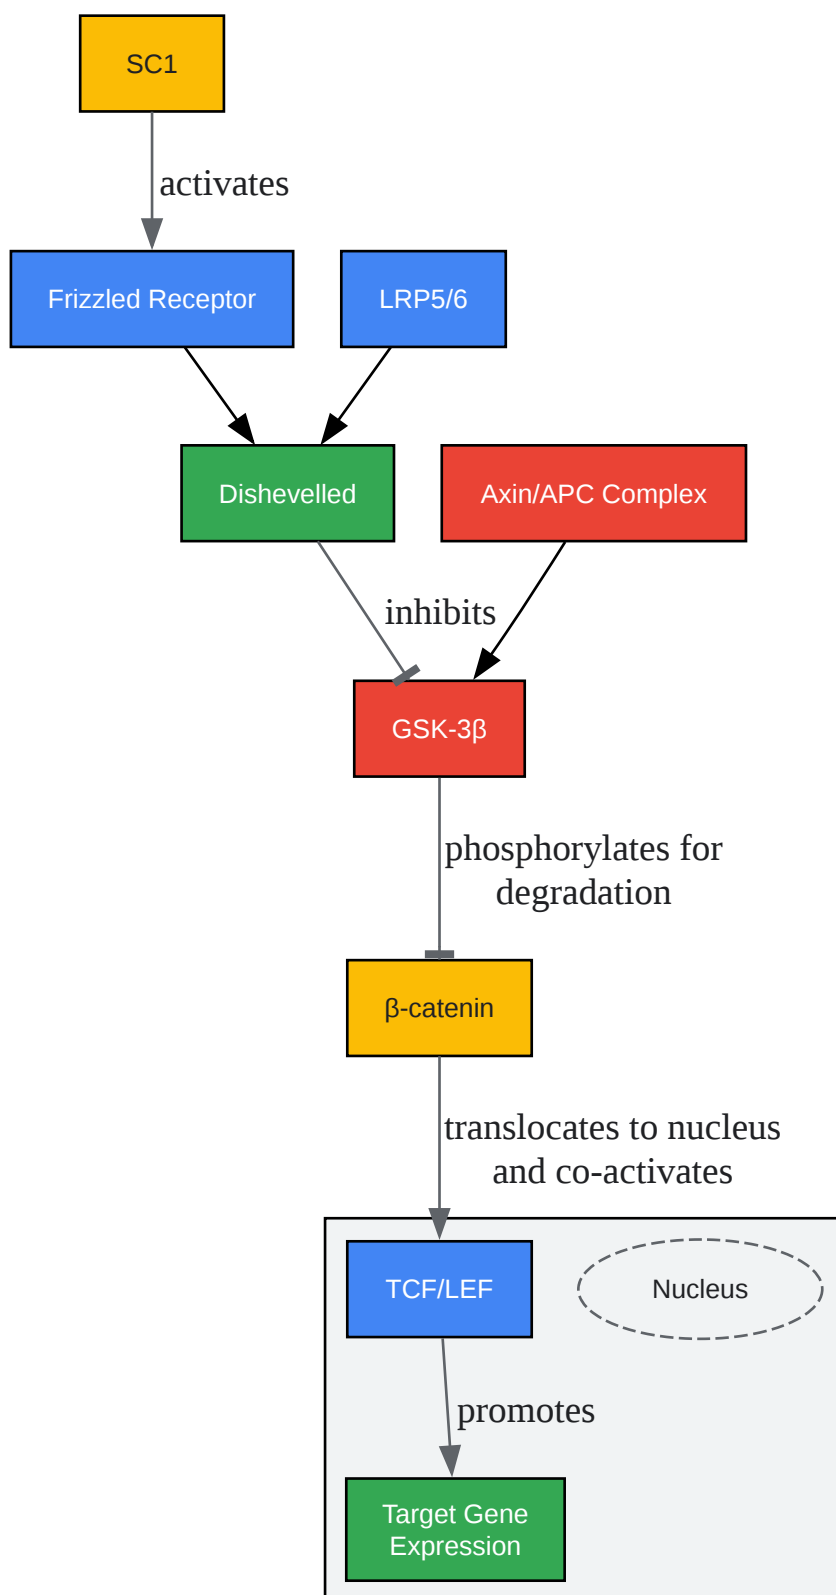 SC1
activates
Frizzled Receptor
LRP5/6
Dishevelled
Axin/APC Complex
inhibits
GSK-3β
phosphorylates for
degradation
β-catenin
translocates to nucleus
and co-activates
TCF/LEF
Nucleus
promotes
Target Gene
Expression